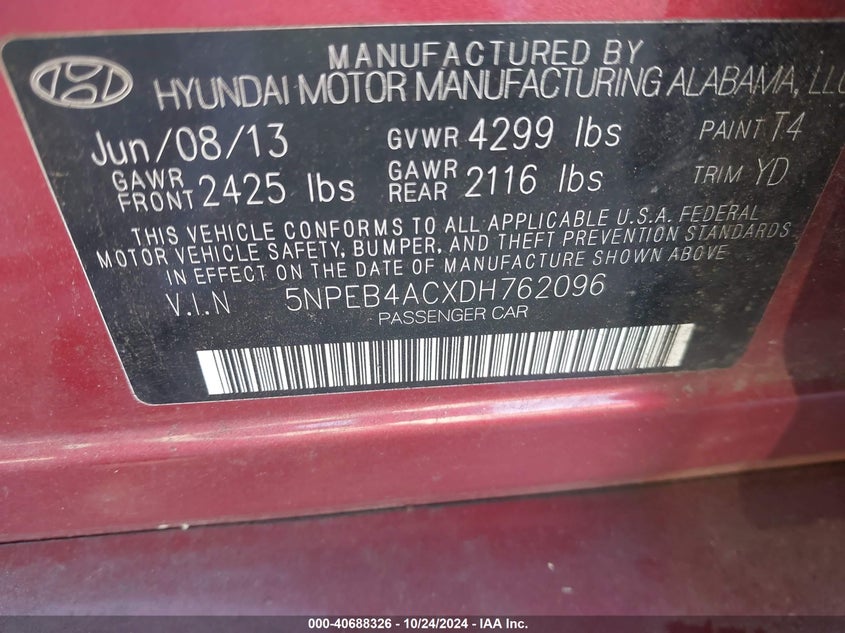 MANUFACTURED BY
HYUNDAI MOTOR MANUFACTURING ALABAMA, LLC
Jun/08/13 GVWR 4299 lbs PAINT T4
GAWR FRONT 2425 lbs GAWR REAR 2116 lbs TRIM YD
THIS VEHICLE CONFORMS TO ALL APPLICABLE U.S.A. FEDERAL
MOTOR VEHICLE SAFETY, BUMPER, AND THEFT PREVENTION STANDARDS
IN EFFECT ON THE DATE OF MANUFACTURE SHOWN ABOVE
V.I.N 5NPEB4ACXDH762096
PASSENGER CAR
000-40688326 - 10/24/2024 - IAA Inc.